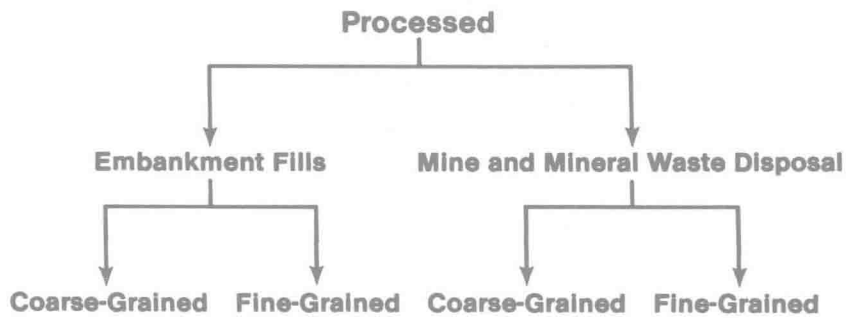 Processed
Embankment Fills
Mine and Mineral Waste Disposal
Coarse-Grained
Fine-Grained
Coarse-Grained
Fine-Grained